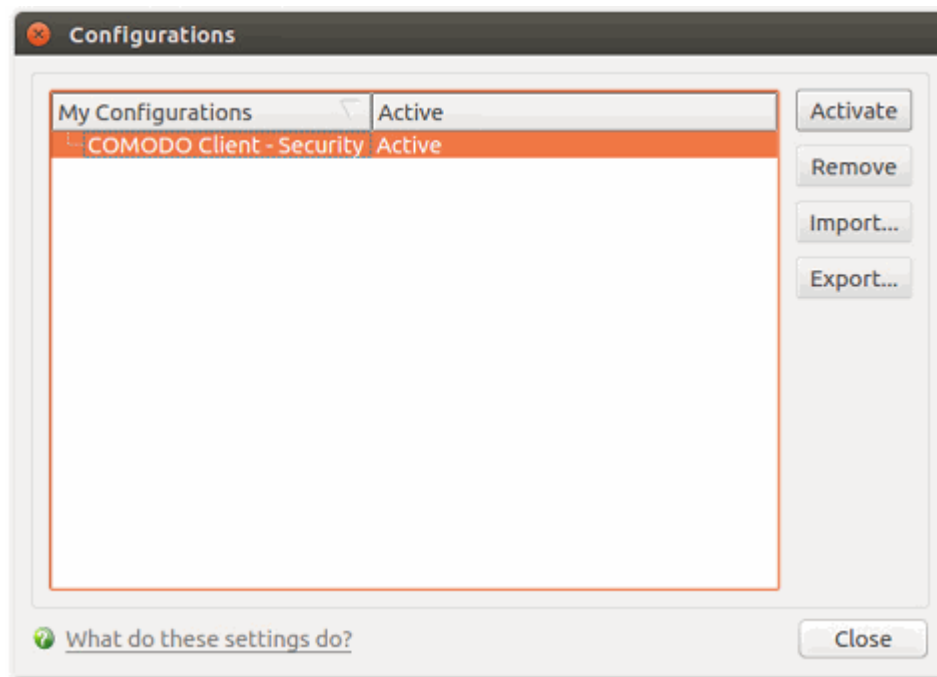 Configurations
My Configurations Active
COMODO Client - Security Active
Activate
Remove
Import...
Export...
What do these settings do?
Close